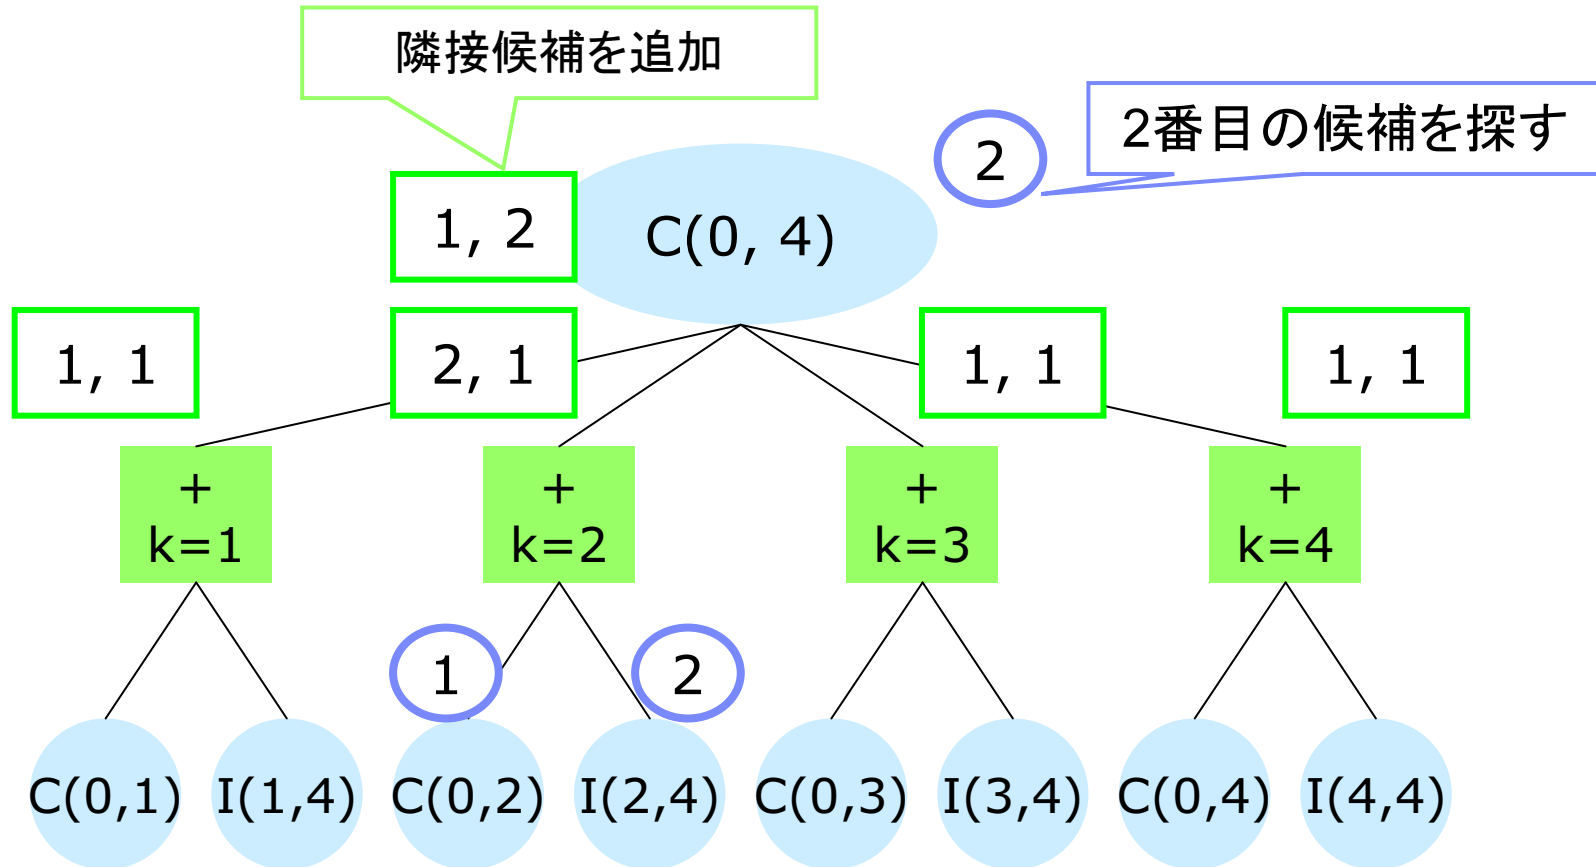 隣接候補を追加
2番目の候補を探す
2
1, 2
C(0, 4)
1, 1
2, 1
1, 1
1, 1
+
k=1
+
k=2
+
k=3
+
k=4
1
2
C(0,1)
I(1,4)
C(0,2)
I(2,4)
C(0,3)
I(3,4)
C(0,4)
I(4,4)